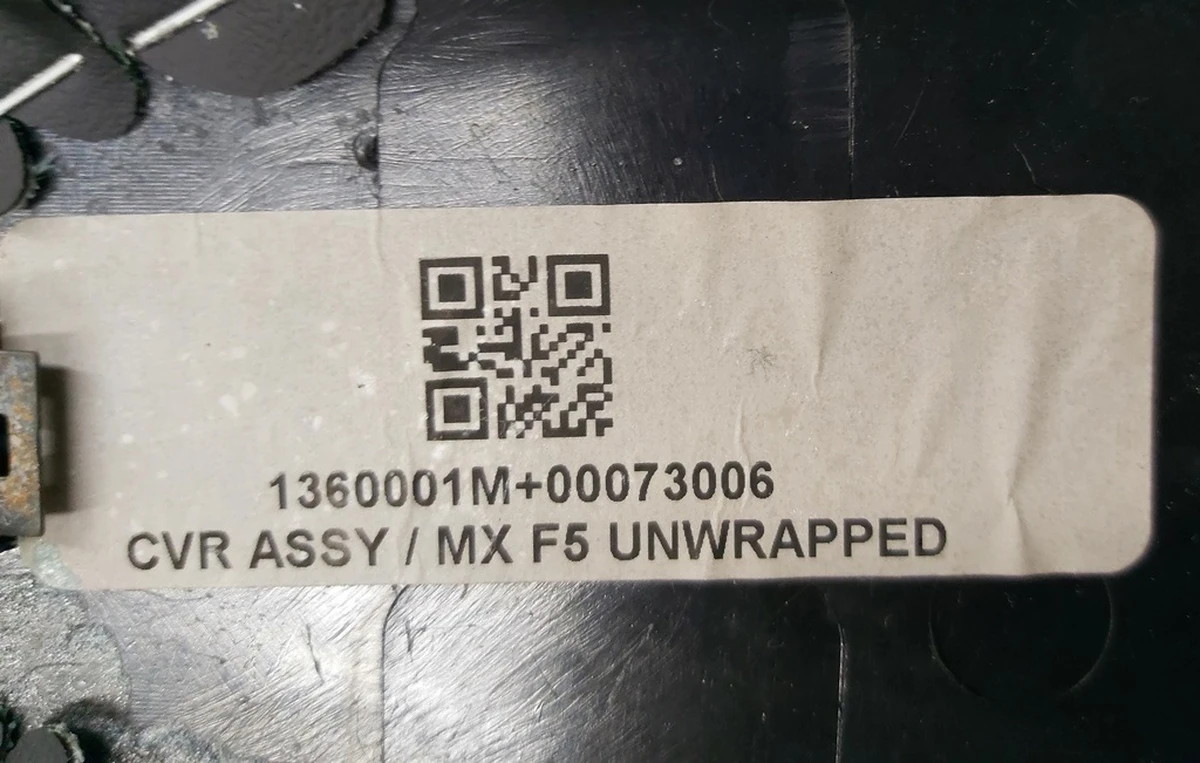 1360001M+00073006
CVR ASSY / MX F5 UNWRAPPED